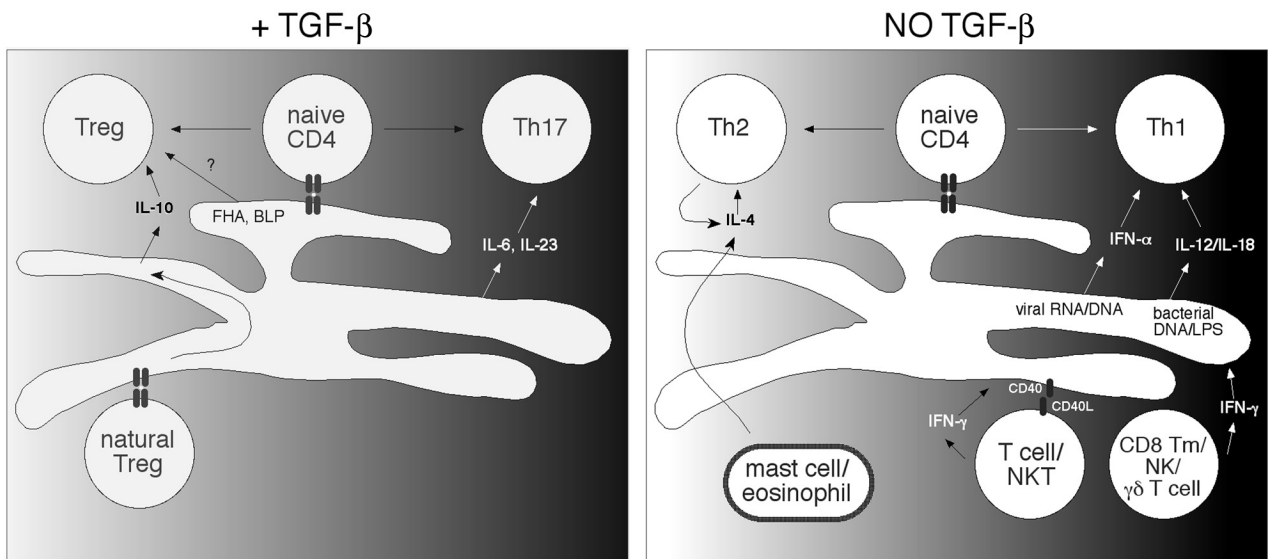 + TGF-β
Treg
naive
CD4
Th17
?
IL-10
FHA, BLP
IL-6, IL-23
natural
Treg
NO TGF-β
Th2
naive
CD4
Th1
IL-4
IFN-α
IL-12/IL-18
viral RNA/DNA
bacterial
DNA/LPS
CD40
CD40L
IFN-γ
IFN-γ
mast cell/
eosinophil
T cell/
NKT
CD8 Tm/
NK/
γδ T cell